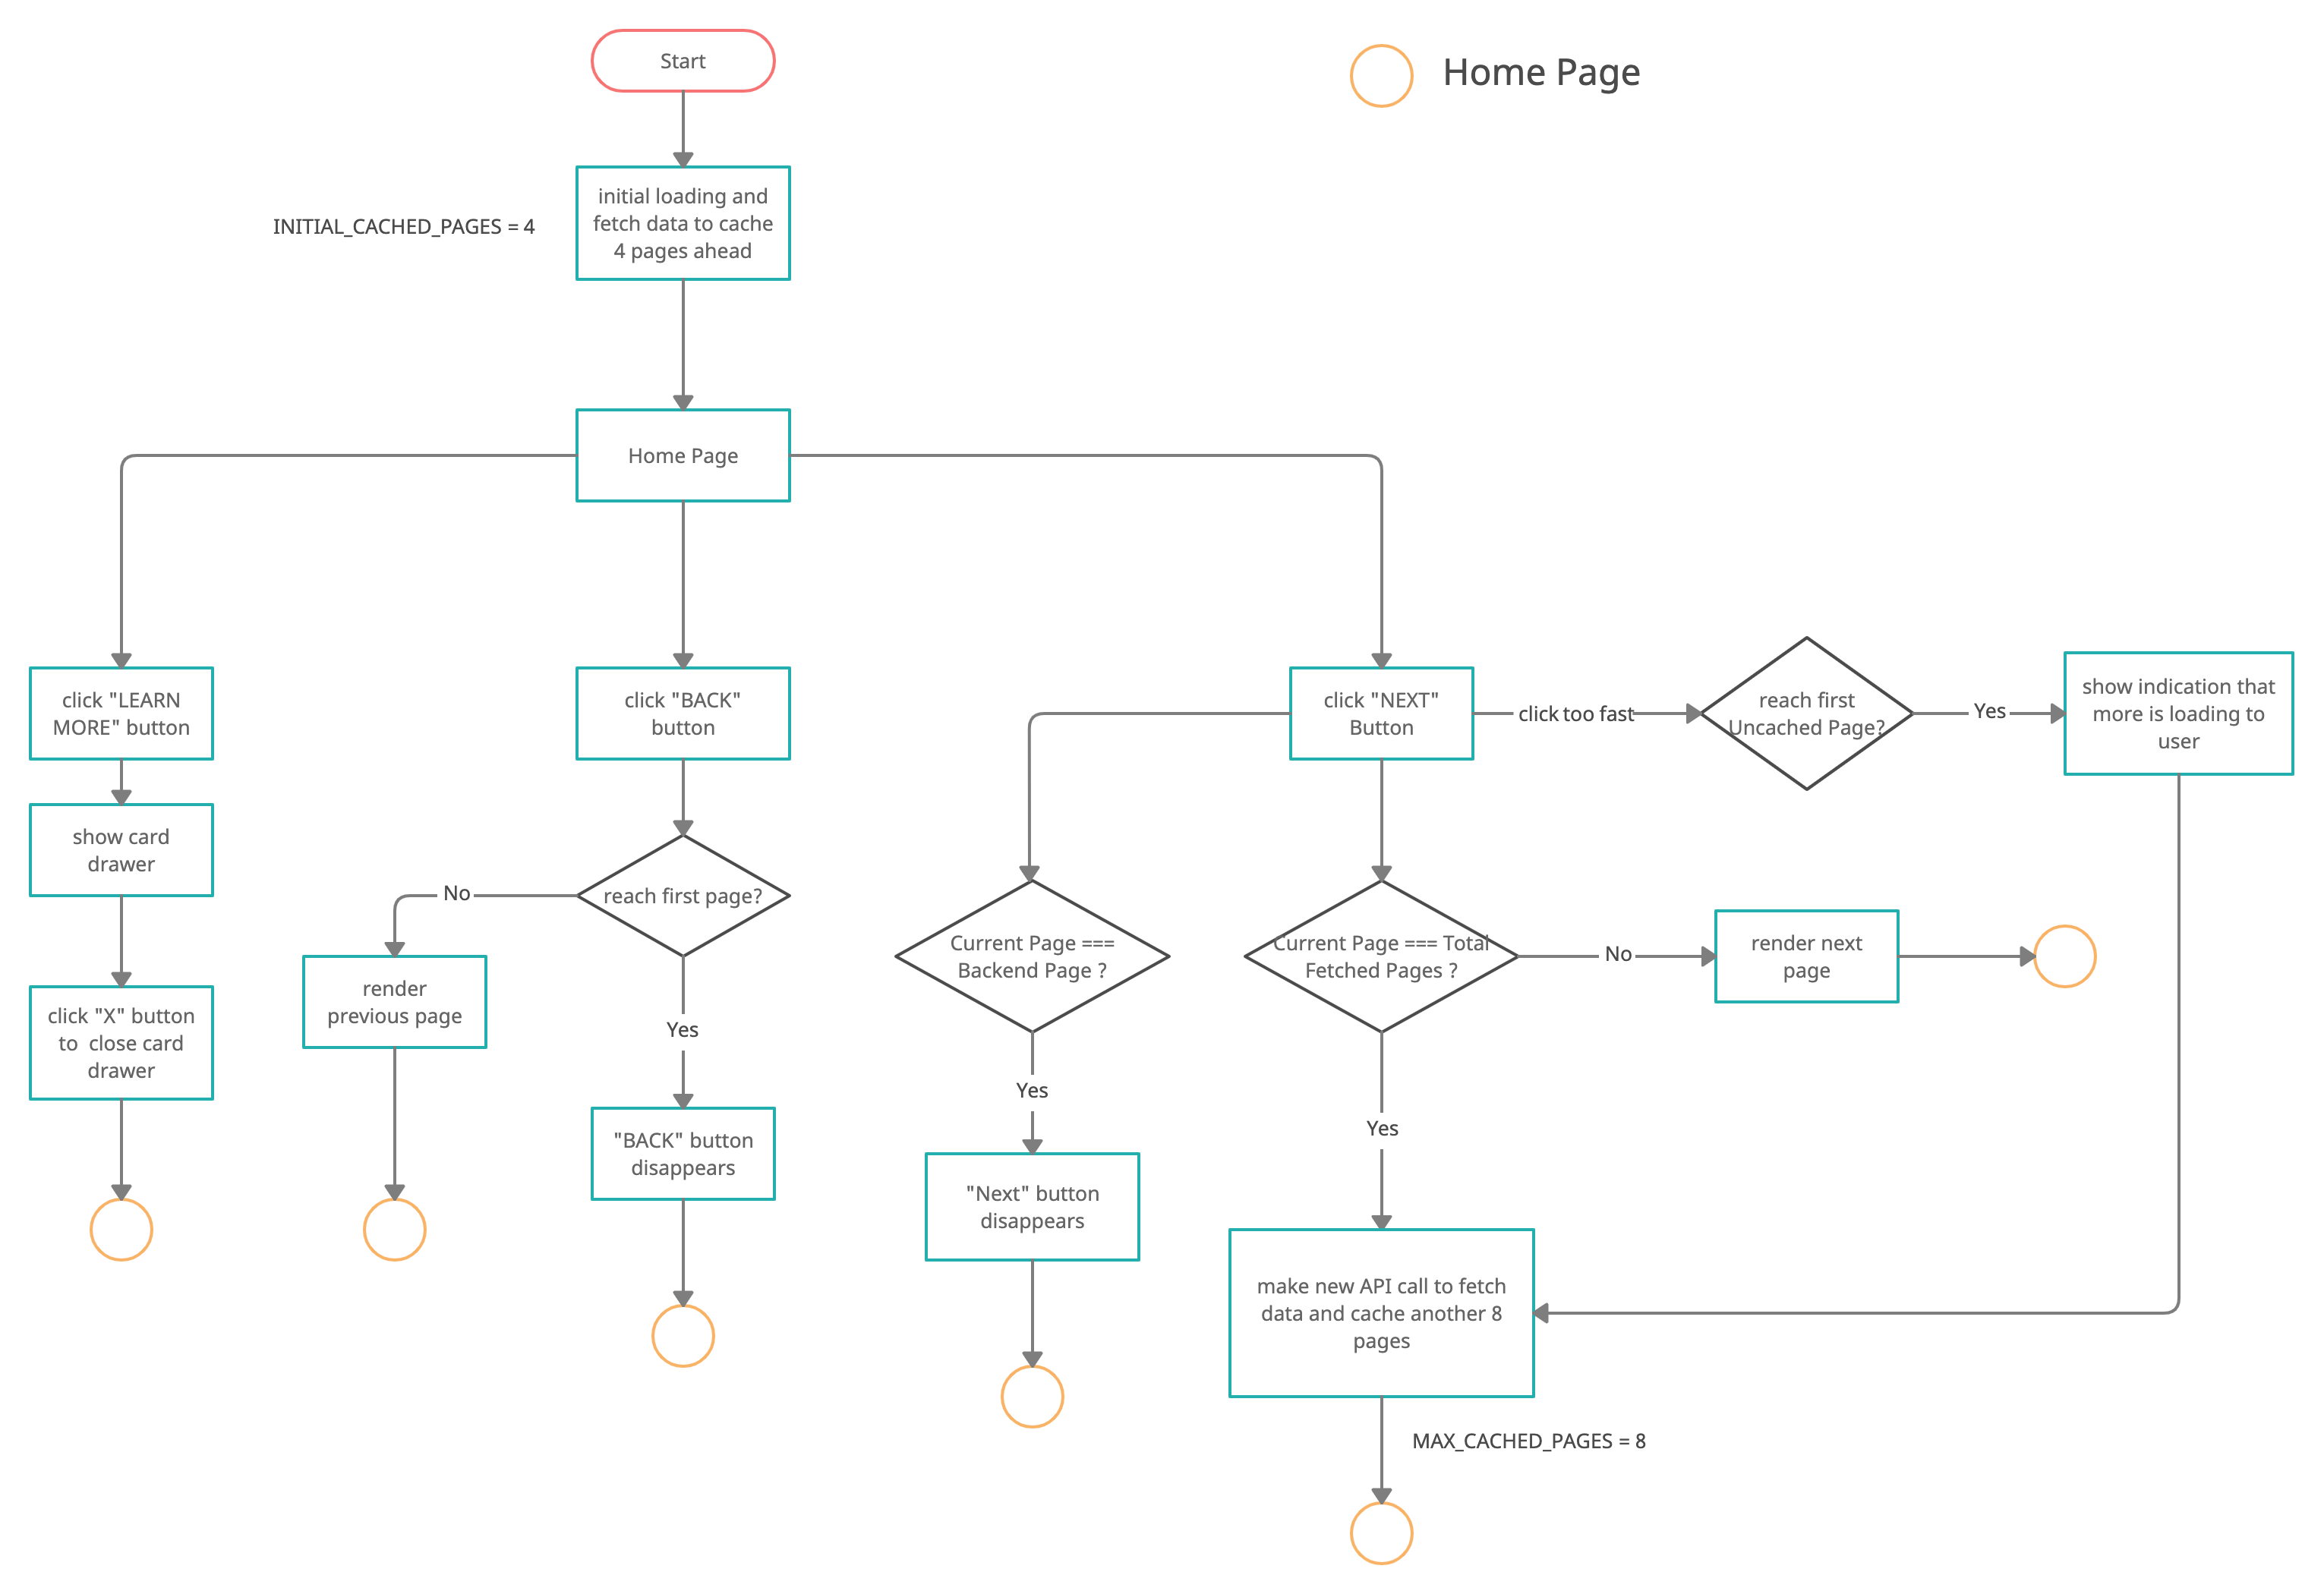 Start
Home Page
initial loading and
fetch data to cache
4 pages ahead
INITIAL_CACHED_PAGES = 4
Home Page
click "LEARN
MORE" button
click "BACK"
button
click "NEXT"
Button
click too fast
reach first
Uncached Page?
Yes
show indication that
more is loading to
user
show card
drawer
No
reach first page?
Current Page ===
Backend Page ?
Current Page === Total
Fetched Pages ?
No
render next
page
click "X" button
to  close card
drawer
render
previous page
Yes
Yes
Yes
"BACK" button
disappears
"Next" button
disappears
make new API call to fetch
data and cache another 8
pages
MAX_CACHED_PAGES = 8